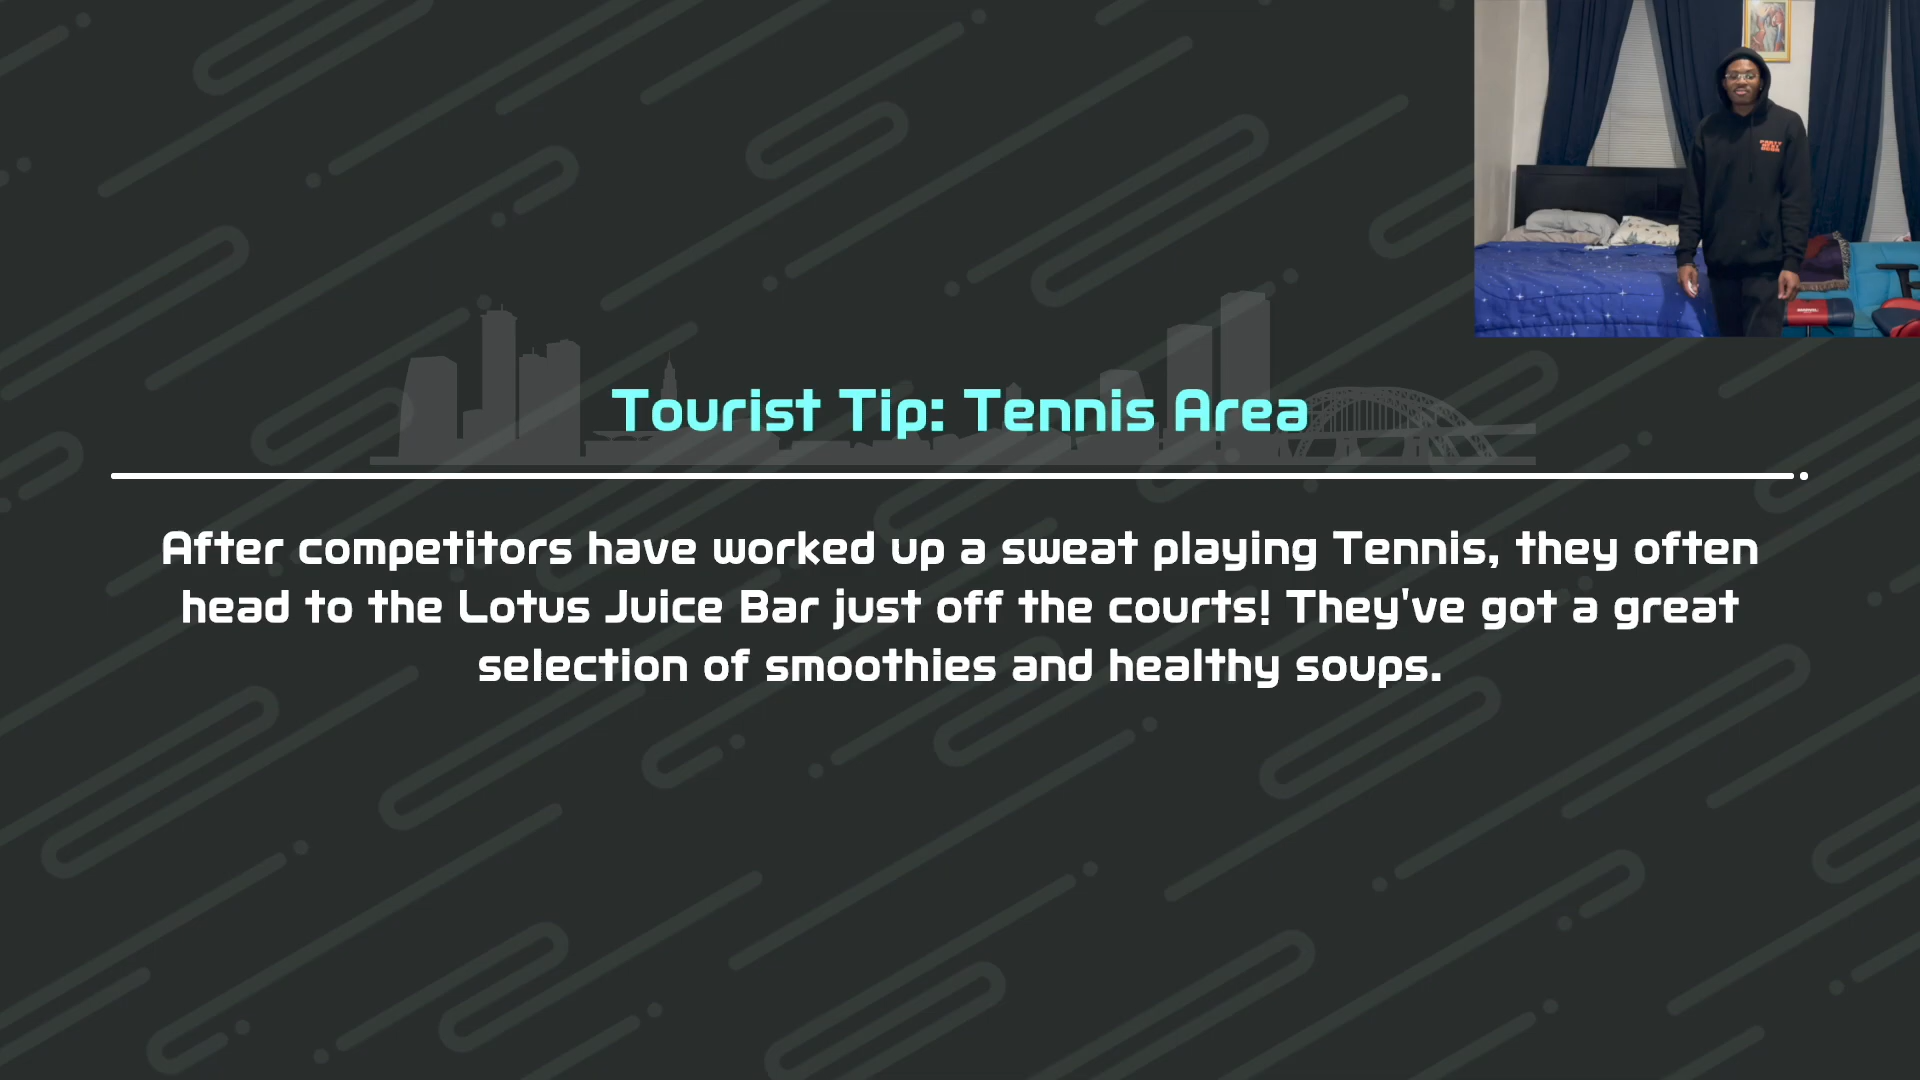 Tourist Tip: Tennis Area
After competitors have worked up a sweat playing Tennis, they often
head to the Lotus Juice Bar just off the courts! They've got a great
selection of smoothies and healthy soups.